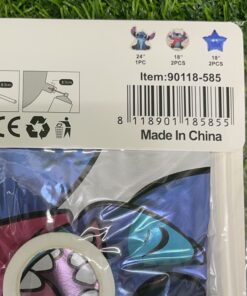 24" 18" 18"
1PC 2PCS 2PCS
Item:90118-585
8 118901 185855
Made In China
CE